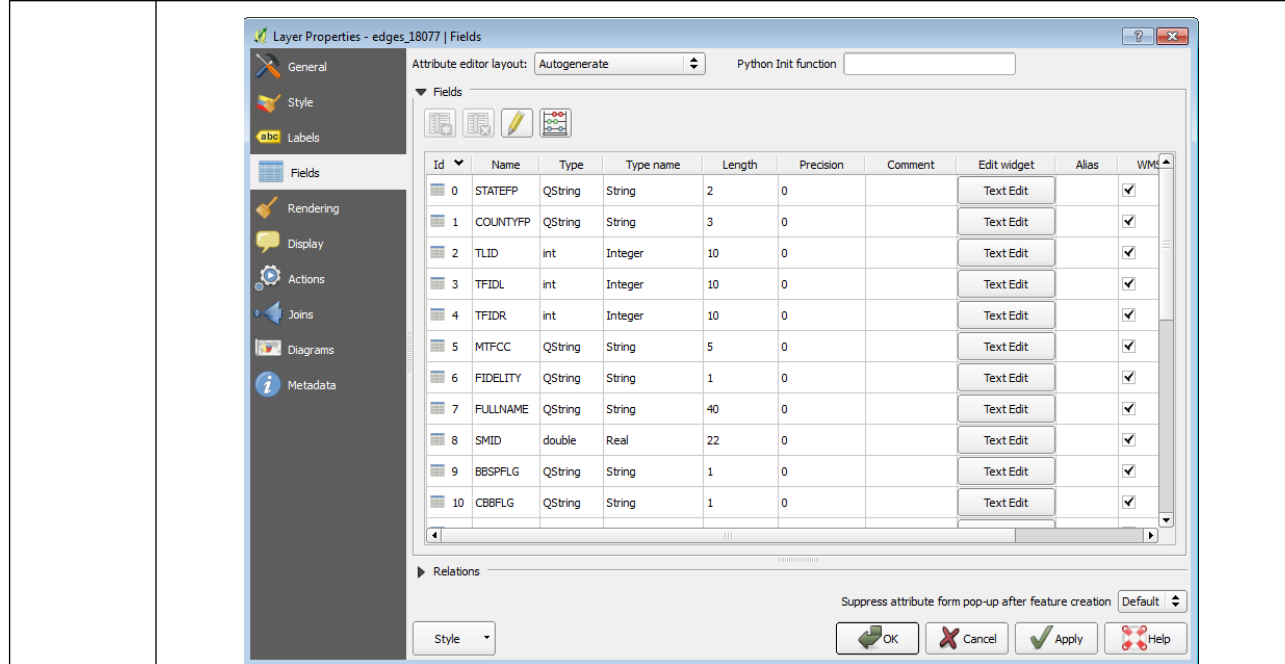 Layer Properties - edges_18077 | Fields
General
Style
abc Labels
Fields
Rendering
Display
Actions
Joins
Diagrams
Metadata
Attribute editor layout: Autogenerate Python Init function
Fields
Id Name Type Type name Length Precision Comment Edit widget Alias WMS
0 STATEFP QString String 2 0 Text Edit
1 COUNTYFP QString String 3 0 Text Edit
2 TLID int Integer 10 0 Text Edit
3 TFIDL int Integer 10 0 Text Edit
4 TFIDR int Integer 10 0 Text Edit
5 MTFCC QString String 5 0 Text Edit
6 FIDELITY QString String 1 0 Text Edit
7 FULLNAME QString String 40 0 Text Edit
8 SMID double Real 22 0 Text Edit
9 BBSPFLG QString String 1 0 Text Edit
10 CBBFLG QString String 1 0 Text Edit
Relations
Suppress attribute form pop-up after feature creation Default
Style OK Cancel Apply Help